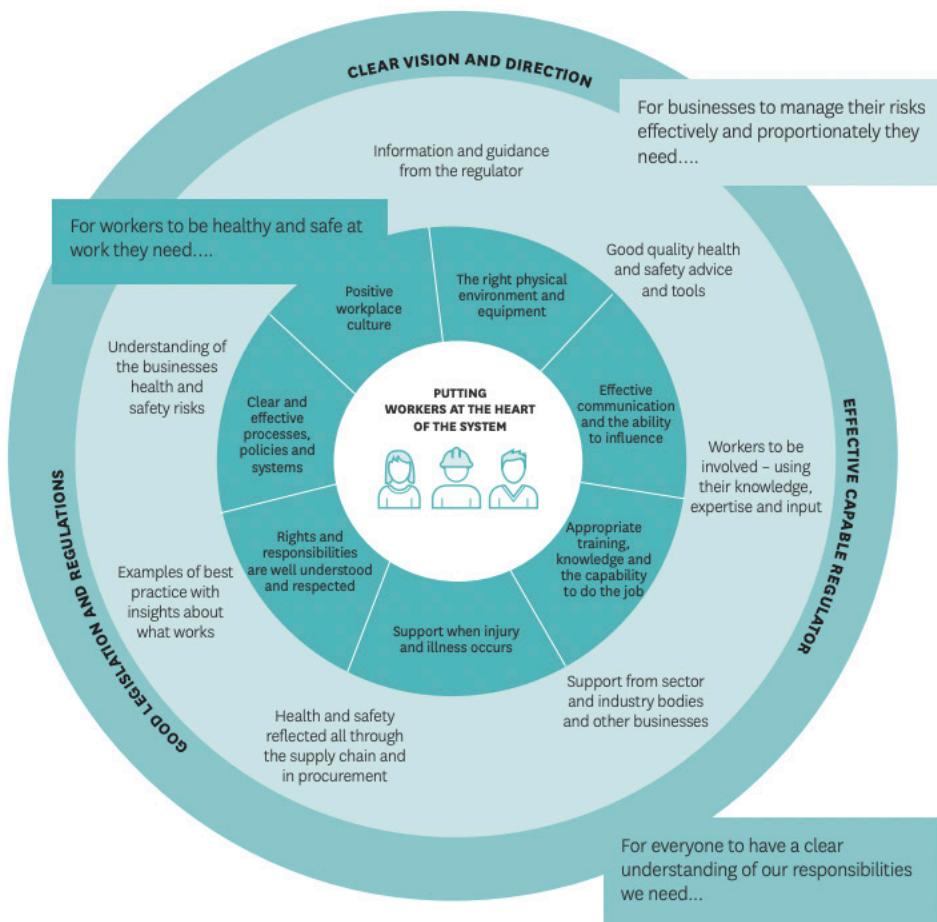 CLEAR VISION AND DIRECTION
For businesses to manage their risks
effectively and proportionately they
need....
Information and guidance
from the regulator
For workers to be healthy and safe at
work they need....
Good quality health
and safety advice
and tools
The right physical
environment and
equipment
Positive
workplace
culture
Understanding of
the businesses
health and
safety risks
PUTTING
WORKERS AT THE HEART
OF THE SYSTEM
Effective
communication
and the ability
to influence
Clear and
effective
processes,
policies and
systems
EFFECTIVE CAPABLE REGULATOR
Workers to be
involved – using
their knowledge,
expertise and input
GOOD LEGISLATION AND REGULATIONS
Appropriate
training,
knowledge and
the capability
to do the job
Rights and
responsibilities
are well understood
and respected
Examples of best
practice with
insights about
what works
Support when injury
and illness occurs
Support from sector
and industry bodies
and other businesses
Health and safety
reflected all through
the supply chain and
in procurement
For everyone to have a clear
understanding of our responsibilities
we need...